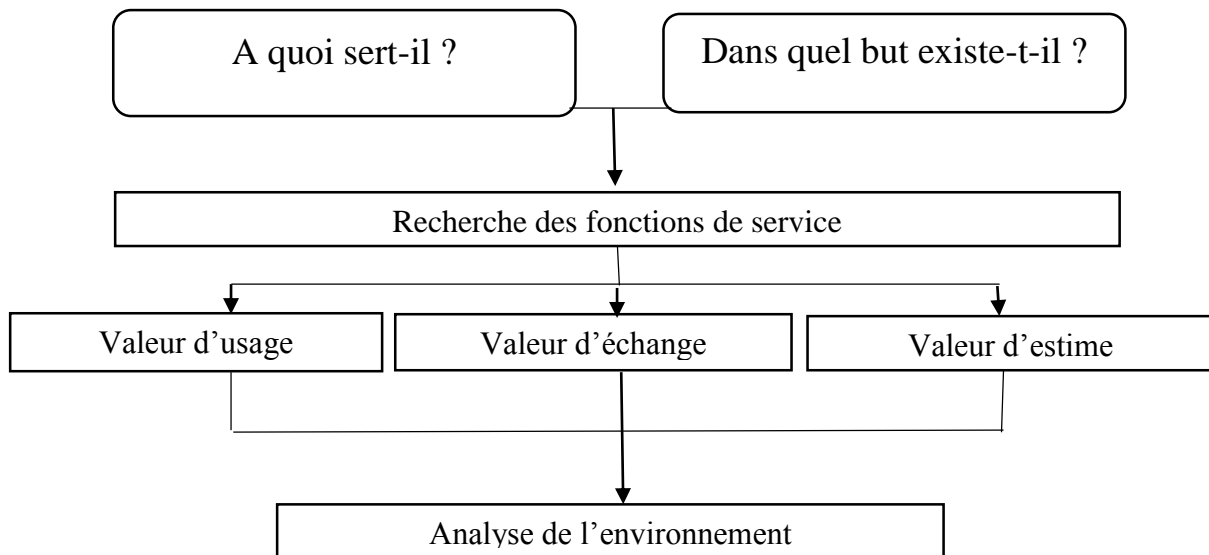 A quoi sert-il ?
Dans quel but existe-t-il ?
Recherche des fonctions de service
Valeur d’usage
Valeur d’échange
Valeur d’estime
Analyse de l’environnement